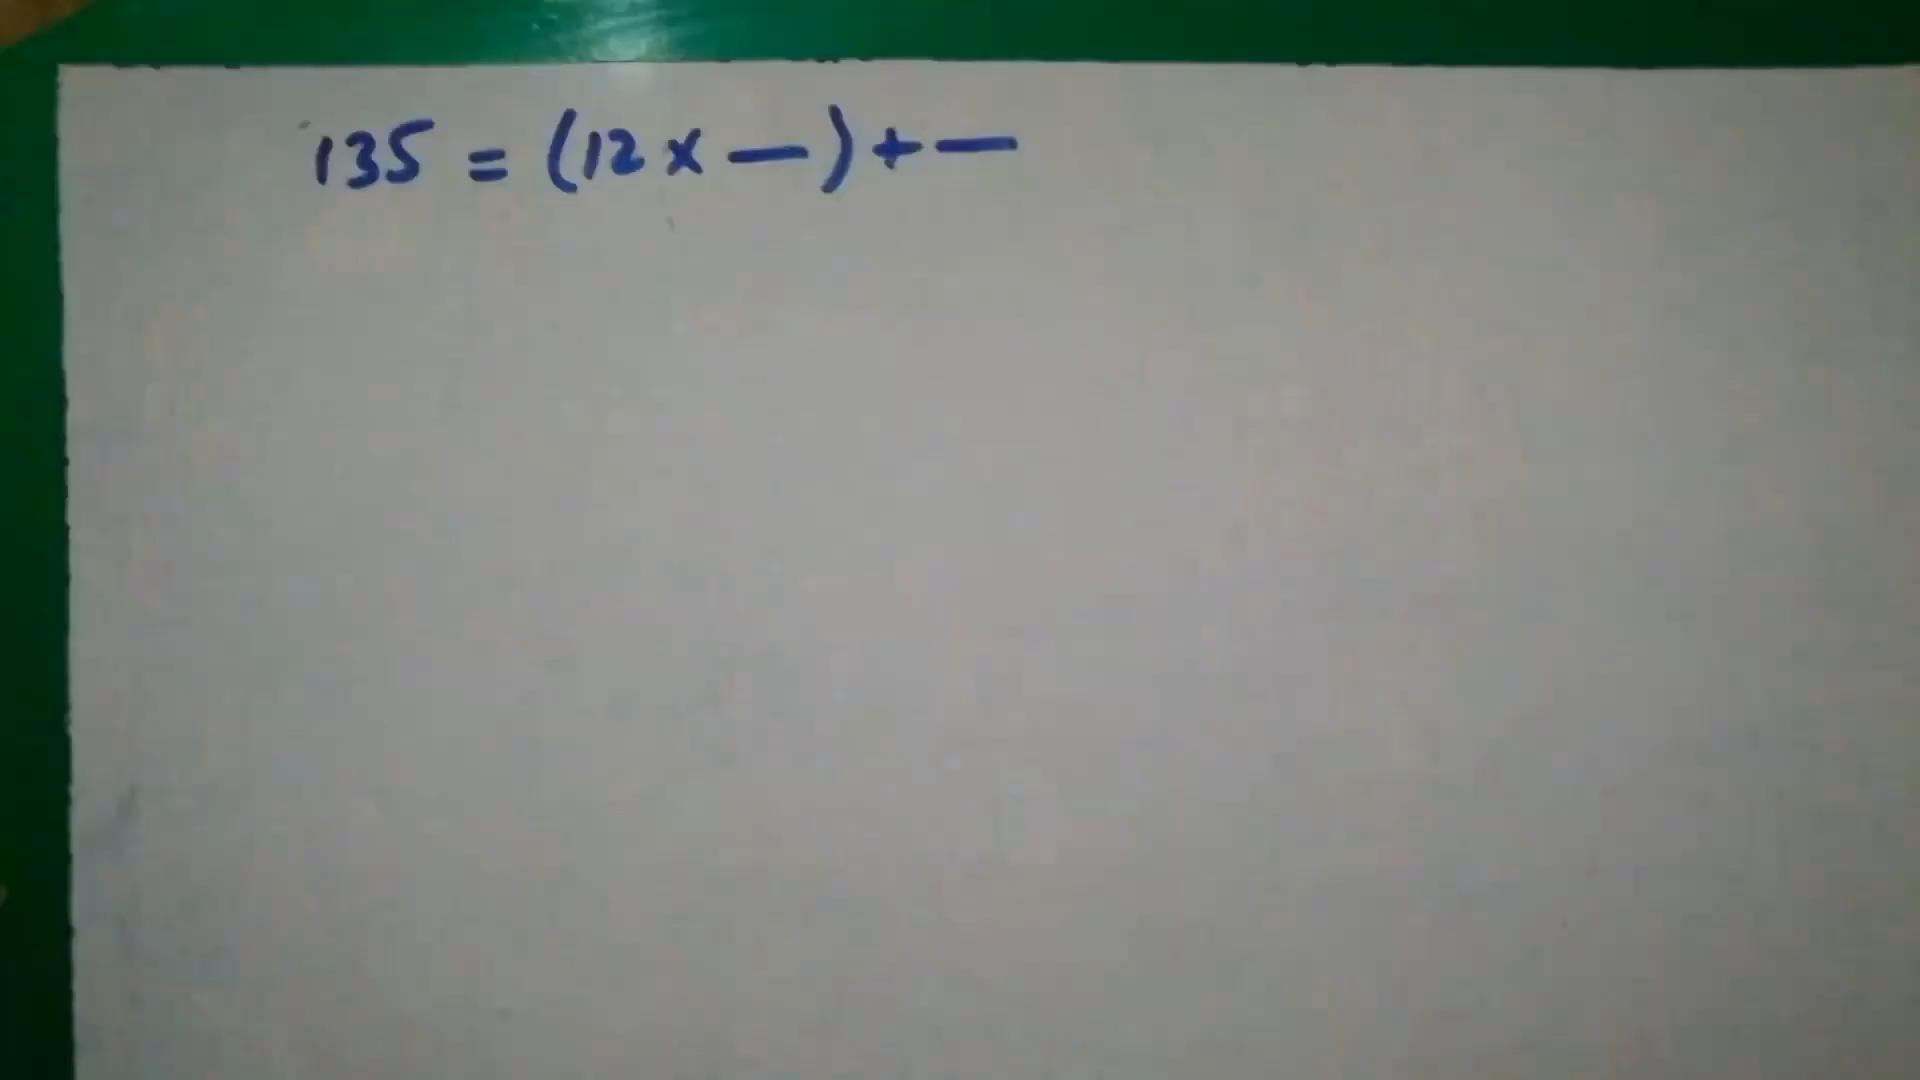 135 = (12 x —) + —